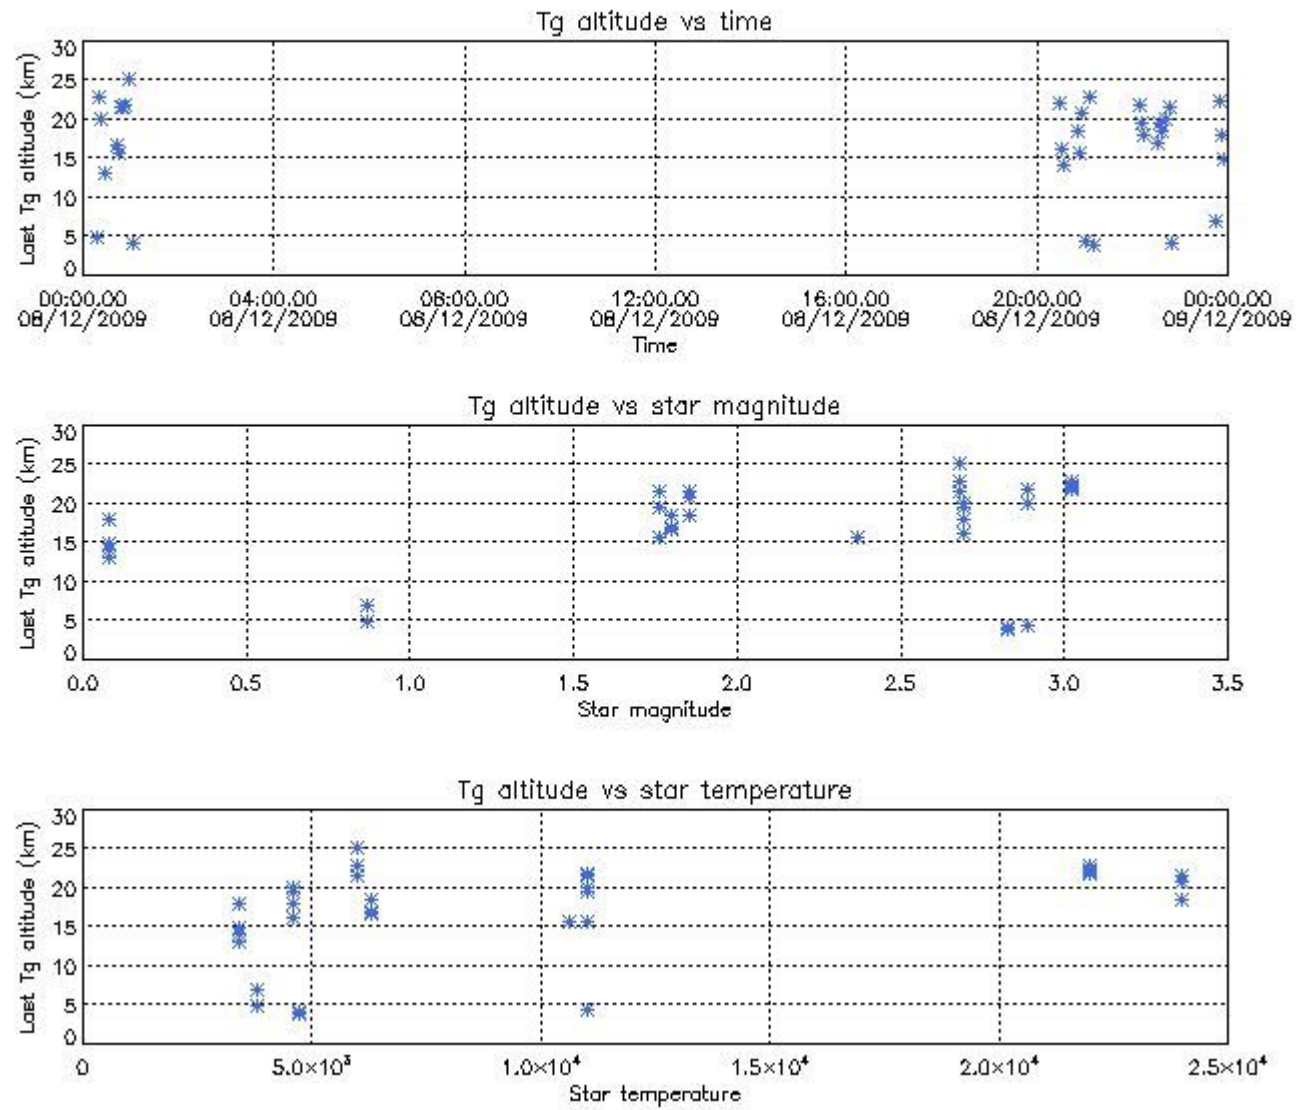 Tg altitude vs time
Last Tg altitude (km)
30
25
20
15
10
5
0
00:00.00 04:00.00 08:00.00 12:00.00 16:00.00 20:00.00 00:00.00
08/12/2009 08/12/2009 08/12/2009 08/12/2009 08/12/2009 08/12/2009 09/12/2009
Time
Tg altitude vs star magnitude
Last Tg altitude (km)
30
25
20
15
10
5
0
0.0 0.5 1.0 1.5 2.0 2.5 3.0 3.5
Star magnitude
Tg altitude vs star temperature
Last Tg altitude (km)
30
25
20
15
10
5
0
0 5.0×10³ 1.0×10⁴ 1.5×10⁴ 2.0×10⁴ 2.5×10⁴
Star temperature